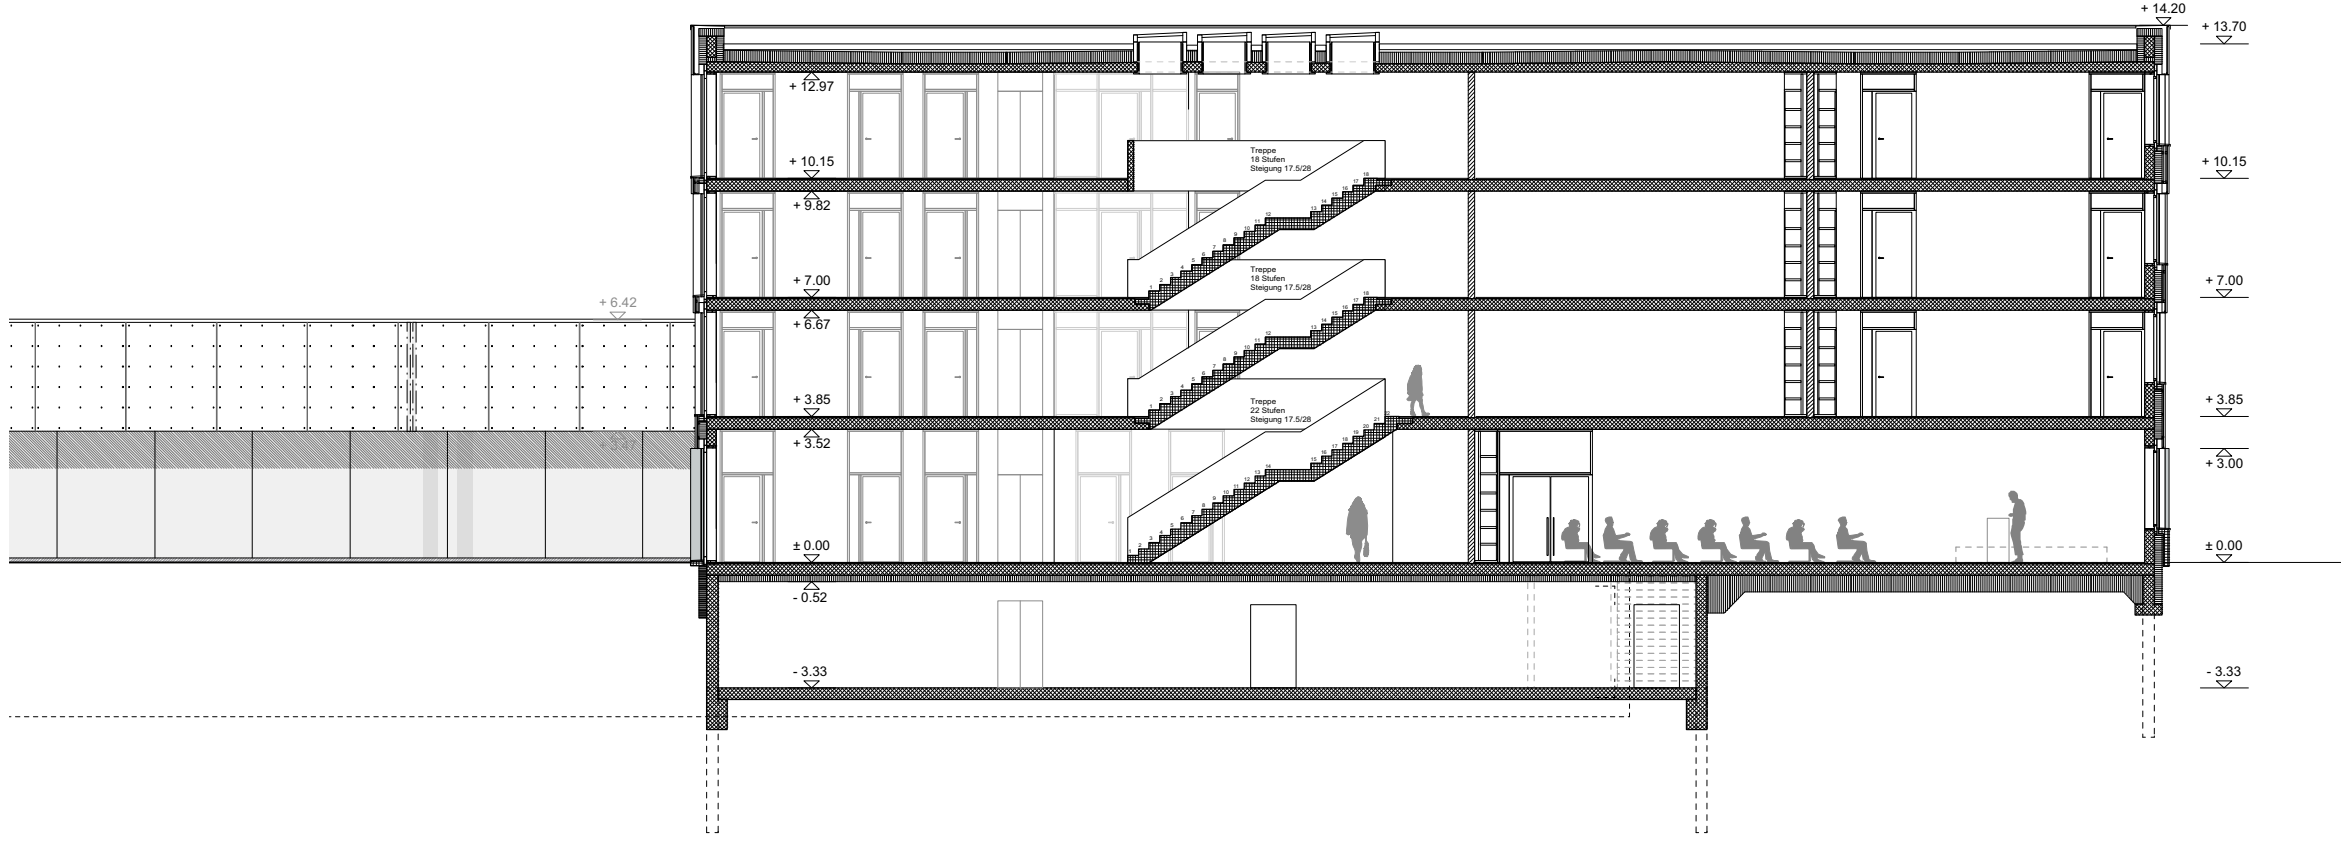 + 14.20
+ 13.70
+ 12.97
Treppe
18 Stufen
Steigung 17.5/28
+ 10.15
+ 10.15
+ 9.82
Treppe
18 Stufen
Steigung 17.5/28
+ 7.00
+ 7.00
+ 6.42
+ 6.67
Treppe
22 Stufen
Steigung 17.5/28
+ 3.85
+ 3.85
+ 3.47
+ 3.52
+ 3.00
± 0.00
± 0.00
- 0.52
- 3.33
- 3.33